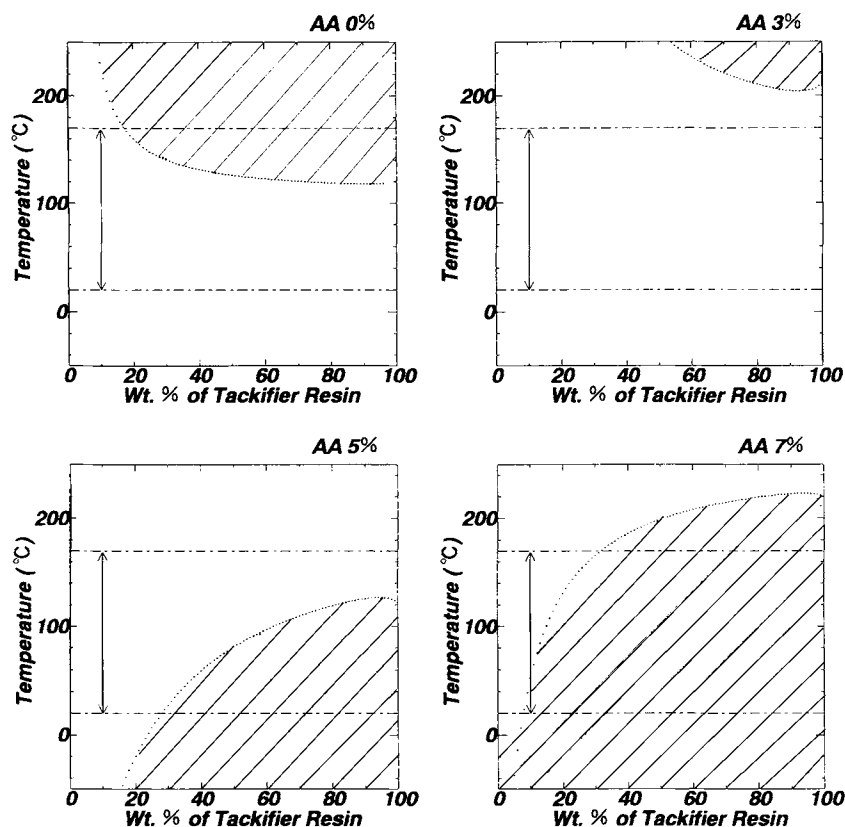 AA 0%
AA 3%
200
100
0
Temperature (°C)
0 20 40 60 80 100
Wt. % of Tackifier Resin
200
100
0
Temperature (°C)
0 20 40 60 80 100
Wt. % of Tackifier Resin
AA 5%
AA 7%
200
100
0
Temperature (°C)
0 20 40 60 80 100
Wt. % of Tackifier Resin
200
100
0
Temperature (°C)
0 20 40 60 80 100
Wt. % of Tackifier Resin